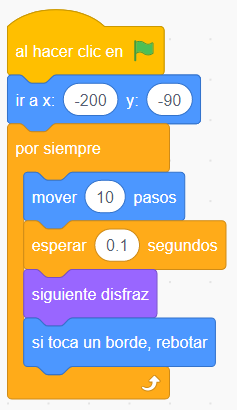 al hacer clic en
ir a x: -200 y: -90
por siempre
mover 10 pasos
esperar 0.1 segundos
siguiente disfraz
si toca un borde, rebotar